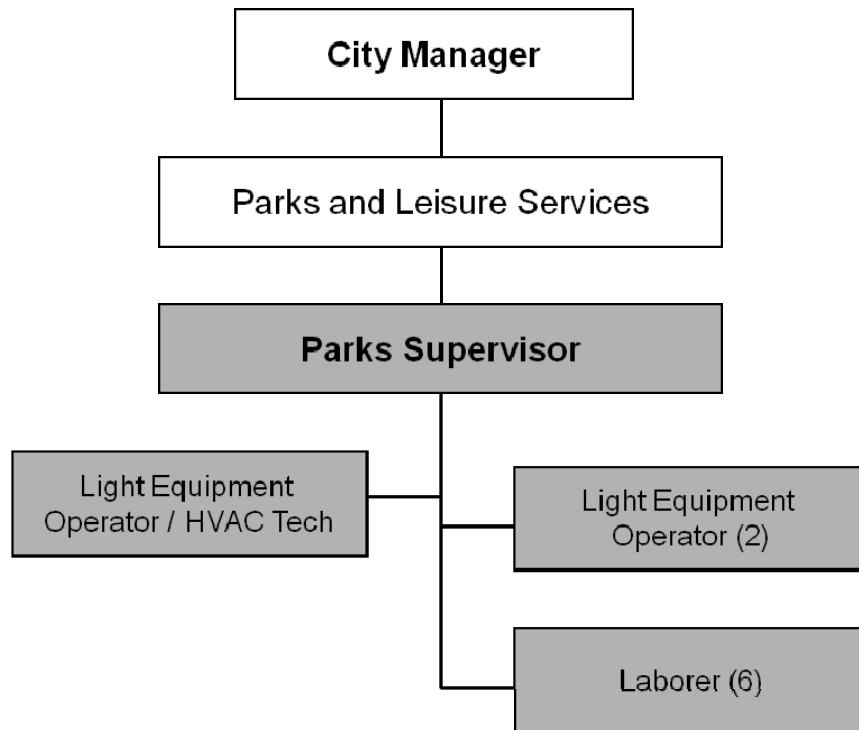 City Manager
Parks and Leisure Services
Parks Supervisor
Light Equipment
Operator / HVAC Tech
Light Equipment
Operator (2)
Laborer (6)